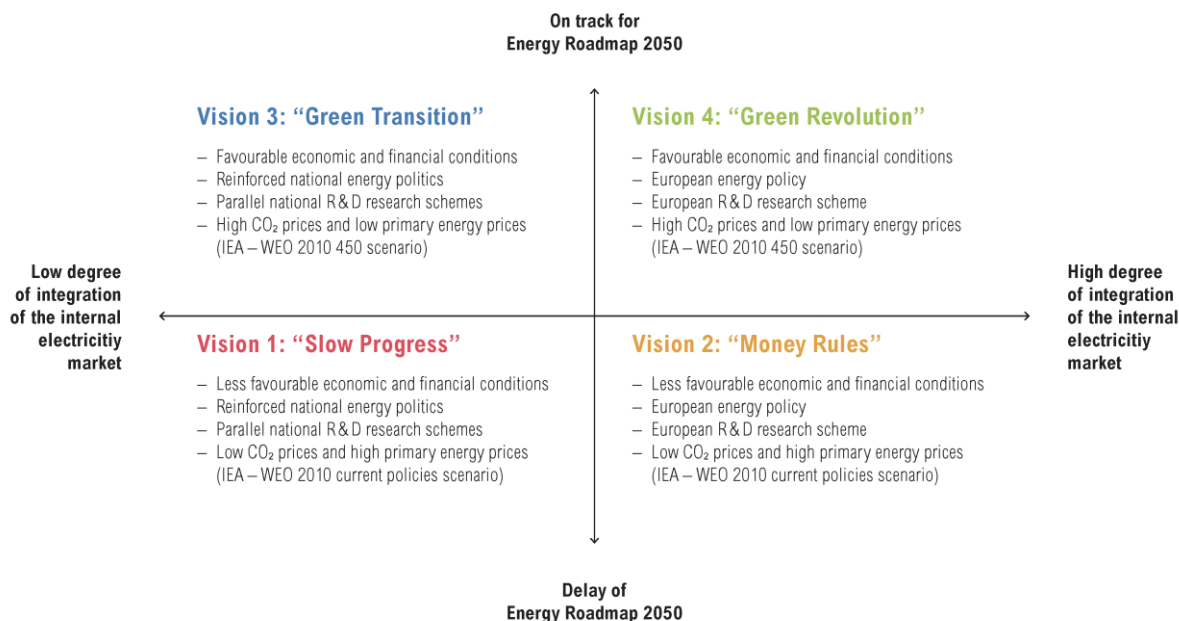 On track for
Energy Roadmap 2050
Vision 3: “Green Transition”
– Favourable economic and financial conditions
– Reinforced national energy politics
– Parallel national R & D research schemes
– High CO₂ prices and low primary energy prices
(IEA – WEO 2010 450 scenario)
Vision 4: “Green Revolution”
– Favourable economic and financial conditions
– European energy policy
– European R & D research scheme
– High CO₂ prices and low primary energy prices
(IEA – WEO 2010 450 scenario)
Low degree
of integration
of the internal
electricitiy
market
High degree
of integration
of the internal
electricitiy
market
Vision 1: “Slow Progress”
– Less favourable economic and financial conditions
– Reinforced national energy politics
– Parallel national R & D research schemes
– Low CO₂ prices and high primary energy prices
(IEA – WEO 2010 current policies scenario)
Vision 2: “Money Rules”
– Less favourable economic and financial conditions
– European energy policy
– European R & D research scheme
– Low CO₂ prices and high primary energy prices
(IEA – WEO 2010 current policies scenario)
Delay of
Energy Roadmap 2050